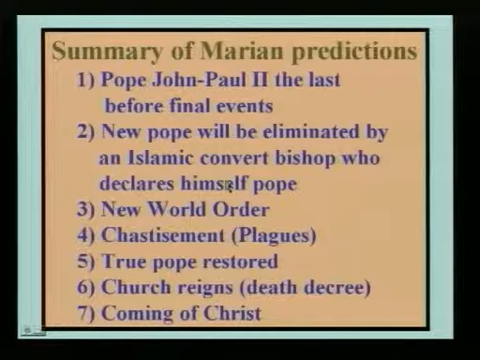 Summary of Marian predictions
1) Pope John-Paul II the last
before final events
2) New pope will be eliminated by
an Islamic convert bishop who
declares himself pope
3) New World Order
4) Chastisement (Plagues)
5) True pope restored
6) Church reigns (death decree)
7) Coming of Christ